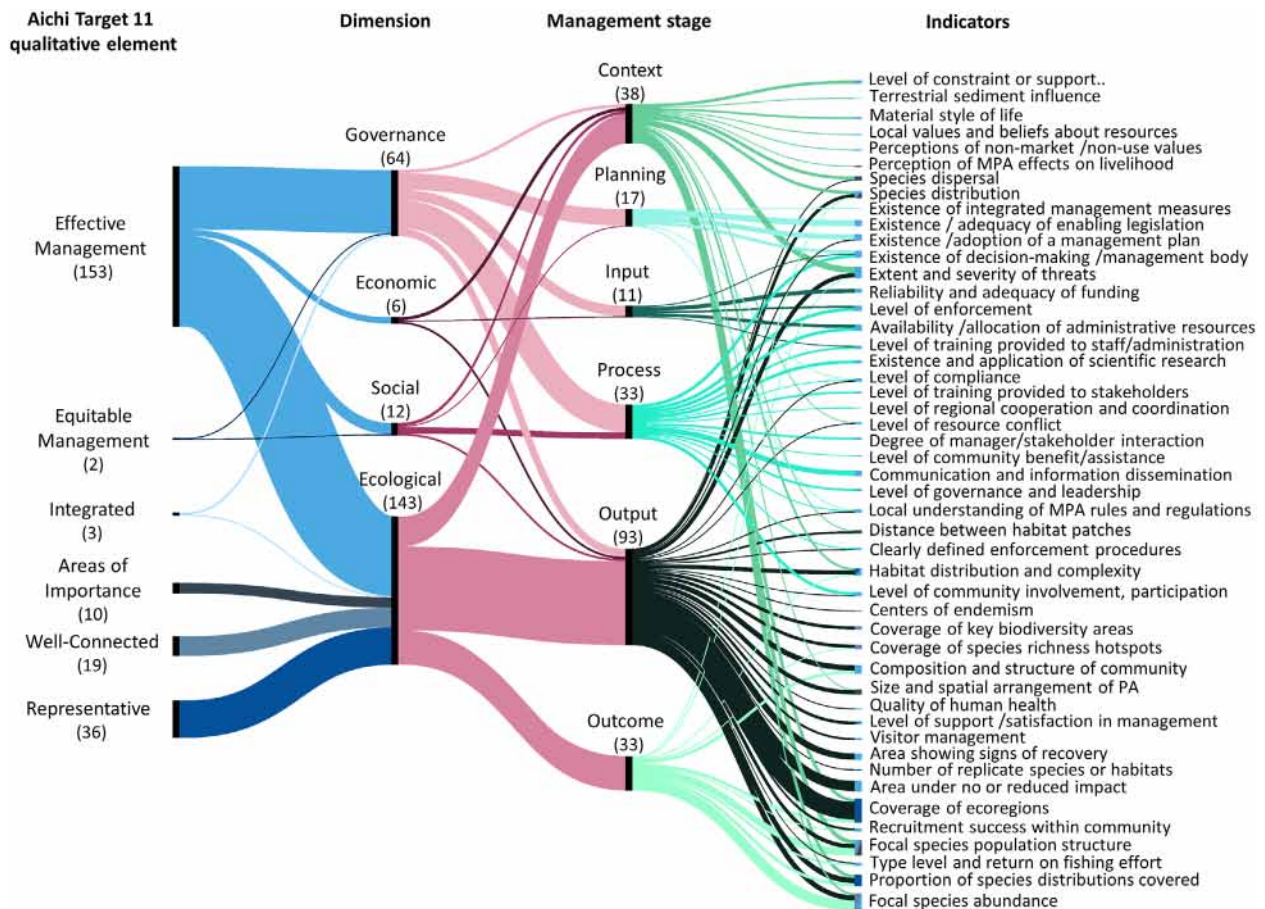 Aichi Target 11
qualitative element
Dimension
Management stage
Indicators
Effective
Management
(153)
Equitable
Management
(2)
Integrated
(3)
Areas of
Importance
(10)
Well-Connected
(19)
Representative
(36)
Governance
(64)
Economic
(6)
Social
(12)
Ecological
(143)
Context
(38)
Planning
(17)
Input
(11)
Process
(33)
Output
(93)
Outcome
(33)
Level of constraint or support..
Terrestrial sediment influence
Material style of life
Local values and beliefs about resources
Perceptions of non-market /non-use values
Perception of MPA effects on livelihood
Species dispersal
Species distribution
Existence of integrated management measures
Existence / adequacy of enabling legislation
Existence /adoption of a management plan
Existence of decision-making /management body
Extent and severity of threats
Reliability and adequacy of funding
Level of enforcement
Availability /allocation of administrative resources
Level of training provided to staff/administration
Existence and application of scientific research
Level of compliance
Level of training provided to stakeholders
Level of regional cooperation and coordination
Level of resource conflict
Degree of manager/stakeholder interaction
Level of community benefit/assistance
Communication and information dissemination
Level of governance and leadership
Local understanding of MPA rules and regulations
Distance between habitat patches
Clearly defined enforcement procedures
Habitat distribution and complexity
Level of community involvement, participation
Centers of endemism
Coverage of key biodiversity areas
Coverage of species richness hotspots
Composition and structure of community
Size and spatial arrangement of PA
Quality of human health
Level of support /satisfaction in management
Visitor management
Area showing signs of recovery
Number of replicate species or habitats
Area under no or reduced impact
Coverage of ecoregions
Recruitment success within community
Focal species population structure
Type level and return on fishing effort
Proportion of species distributions covered
Focal species abundance